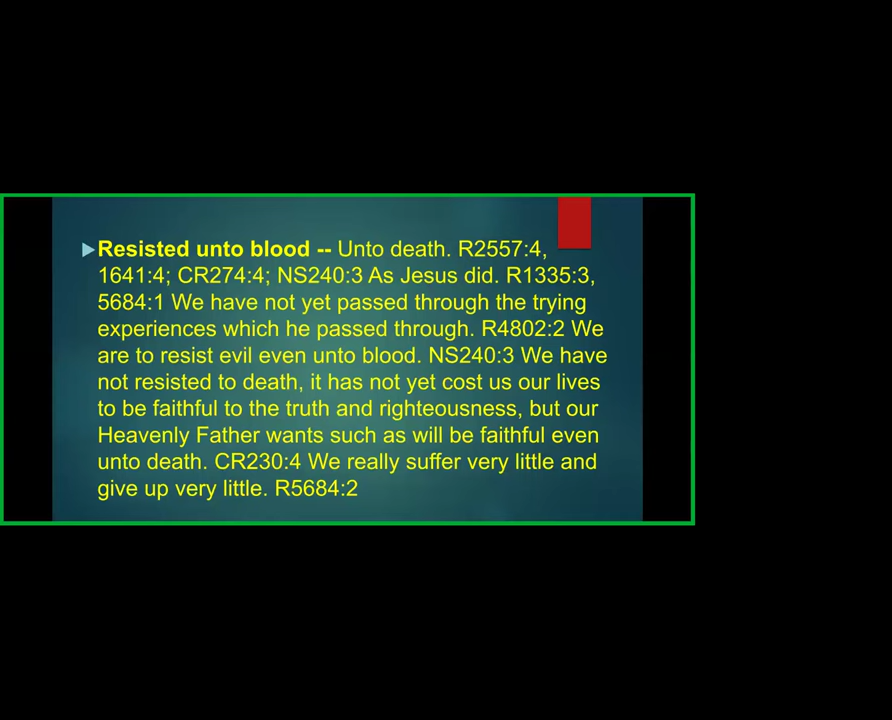 Resisted unto blood -- Unto death. R2557:4,
1641:4; CR274:4; NS240:3 As Jesus did. R1335:3,
5684:1 We have not yet passed through the trying
experiences which he passed through. R4802:2 We
are to resist evil even unto blood. NS240:3 We have
not resisted to death, it has not yet cost us our lives
to be faithful to the truth and righteousness, but our
Heavenly Father wants such as will be faithful even
unto death. CR230:4 We really suffer very little and
give up very little. R5684:2